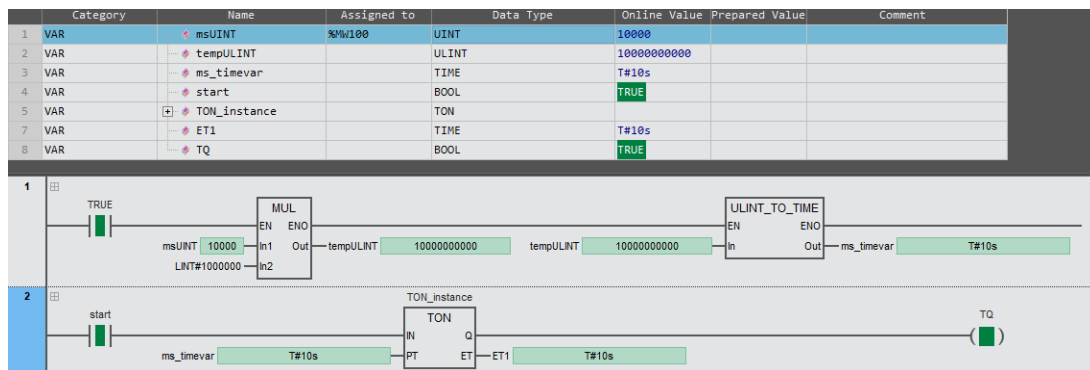 Category Name Assigned to Data Type Online Value Prepared Value Comment
1 VAR msUINT %MW100 UINT 10000
2 VAR tempULINT ULINT 10000000000
3 VAR ms_timevar TIME T#10s
4 VAR start BOOL TRUE
5 VAR TON_instance TON
7 VAR ET1 TIME T#10s
8 VAR TQ BOOL TRUE
1
TRUE MUL ULINT_TO_TIME
EN ENO EN ENO
msUINT 10000 In1 Out tempULINT 10000000000 tempULINT 10000000000 In Out ms_timevar T#10s
LINT#1000000 In2
2
TON_instance
start TON TQ
IN Q
ms_timevar T#10s PT ET ET1 T#10s